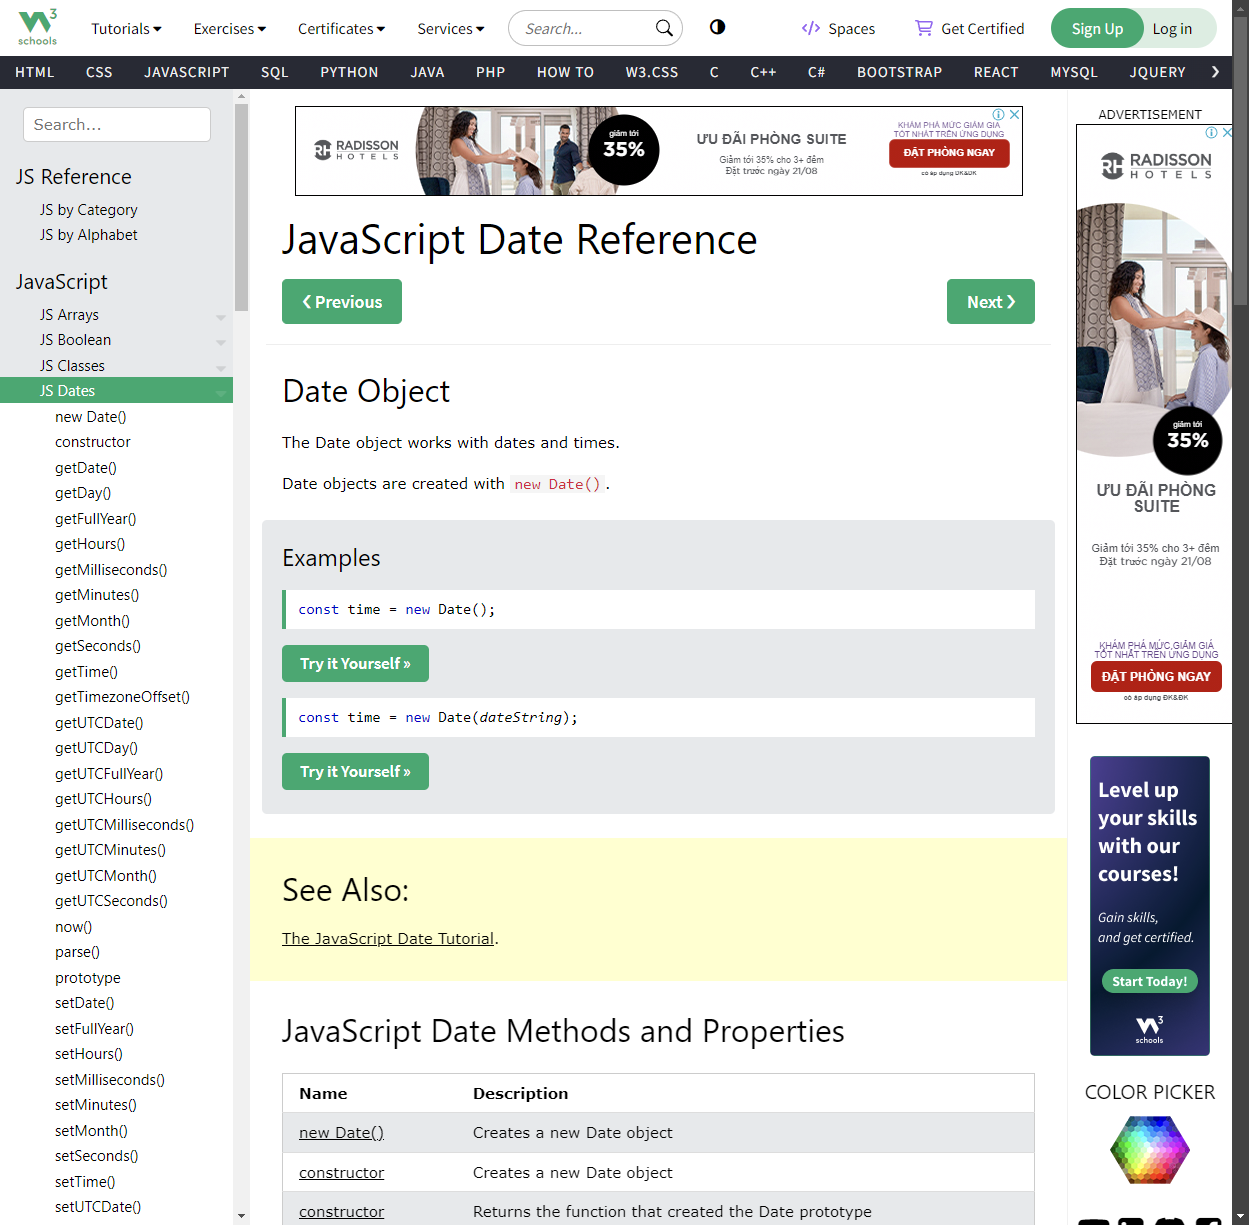 3
schools
Tutorials
Exercises
Certificates
Services
Search...
Spaces
Get Certified
Sign Up
Log in
HTML
CSS
JAVASCRIPT
SQL
PYTHON
JAVA
PHP
HOW TO
W3.CSS
C
C++
C#
BOOTSTRAP
REACT
MYSQL
JQUERY
Search...
JS Reference
JS by Category
JS by Alphabet
JavaScript
JS Arrays
JS Boolean
JS Classes
JS Dates
new Date()
constructor
getDate()
getDay()
getFullYear()
getHours()
getMilliseconds()
getMinutes()
getMonth()
getSeconds()
getTime()
getTimezoneOffset()
getUTCDate()
getUTCDay()
getUTCFullYear()
getUTCHours()
getUTCMilliseconds()
getUTCMinutes()
getUTCMonth()
getUTCSeconds()
now()
parse()
prototype
setDate()
setFullYear()
setHours()
setMilliseconds()
setMinutes()
setMonth()
setSeconds()
setTime()
setUTCDate()
RH RADISSON
HOTELS
giảm tới
35%
ƯU ĐÃI PHÒNG SUITE
Giảm tới 35% cho 3+ đêm
Đặt trước ngày 21/08
KHÁM PHÁ MỨC GIẢM GIÁ
TỐT NHẤT TRÊN ỨNG DỤNG
ĐẶT PHÒNG NGAY
có áp dụng ĐK&ĐK
JavaScript Date Reference
❮ Previous
Next ❯
Date Object
The Date object works with dates and times.
Date objects are created with new Date().
Examples
const time = new Date();
Try it Yourself »
const time = new Date(dateString);
Try it Yourself »
See Also:
The JavaScript Date Tutorial.
JavaScript Date Methods and Properties
Name Description
new Date() Creates a new Date object
constructor Creates a new Date object
constructor Returns the function that created the Date prototype
ADVERTISEMENT
RH RADISSON
HOTELS
giảm tới
35%
ƯU ĐÃI PHÒNG
SUITE
Giảm tới 35% cho 3+ đêm
Đặt trước ngày 21/08
KHÁM PHÁ MỨC GIẢM GIÁ
TỐT NHẤT TRÊN ỨNG DỤNG
ĐẶT PHÒNG NGAY
có áp dụng ĐK&ĐK
Level up
your skills
with our
courses!
Gain skills,
and get certified.
Start Today!
3
schools
COLOR PICKER